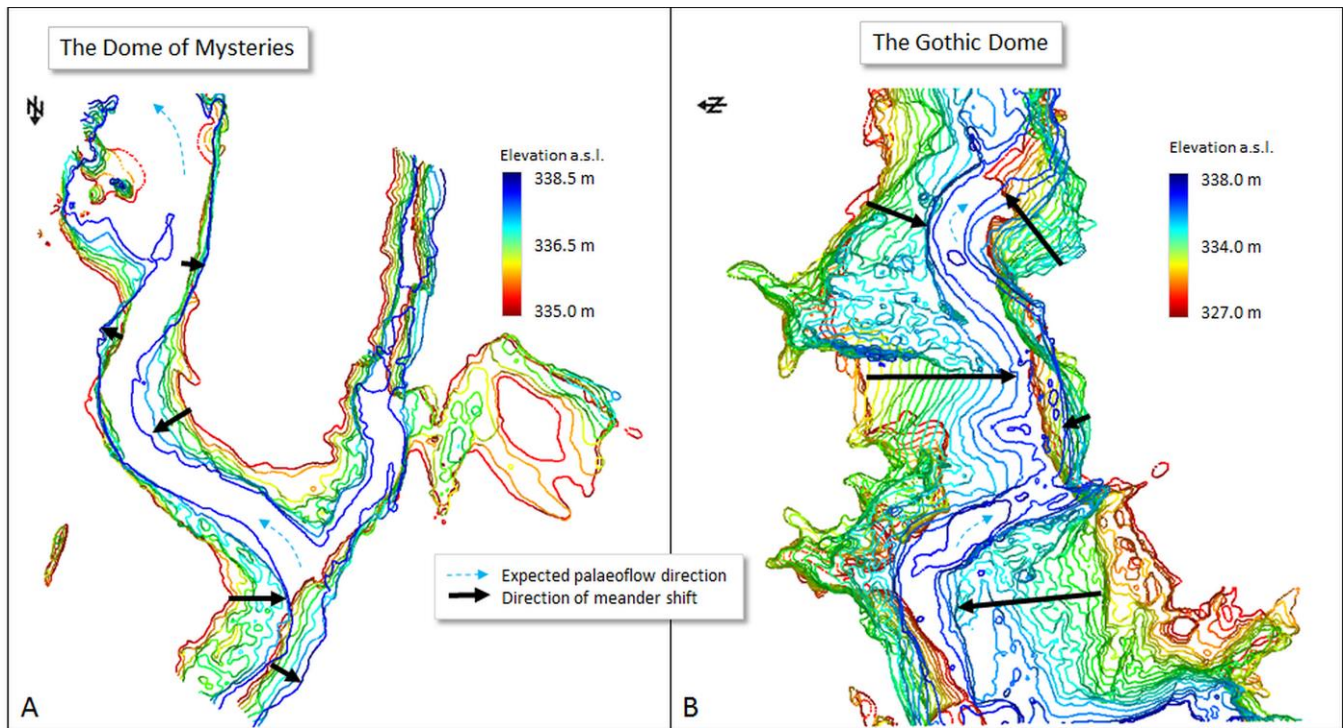 The Dome of Mysteries
N
Elevation a.s.l.
338.5 m
336.5 m
335.0 m
A
The Gothic Dome
N
Elevation a.s.l.
338.0 m
334.0 m
327.0 m
B
Expected palaeoflow direction
Direction of meander shift